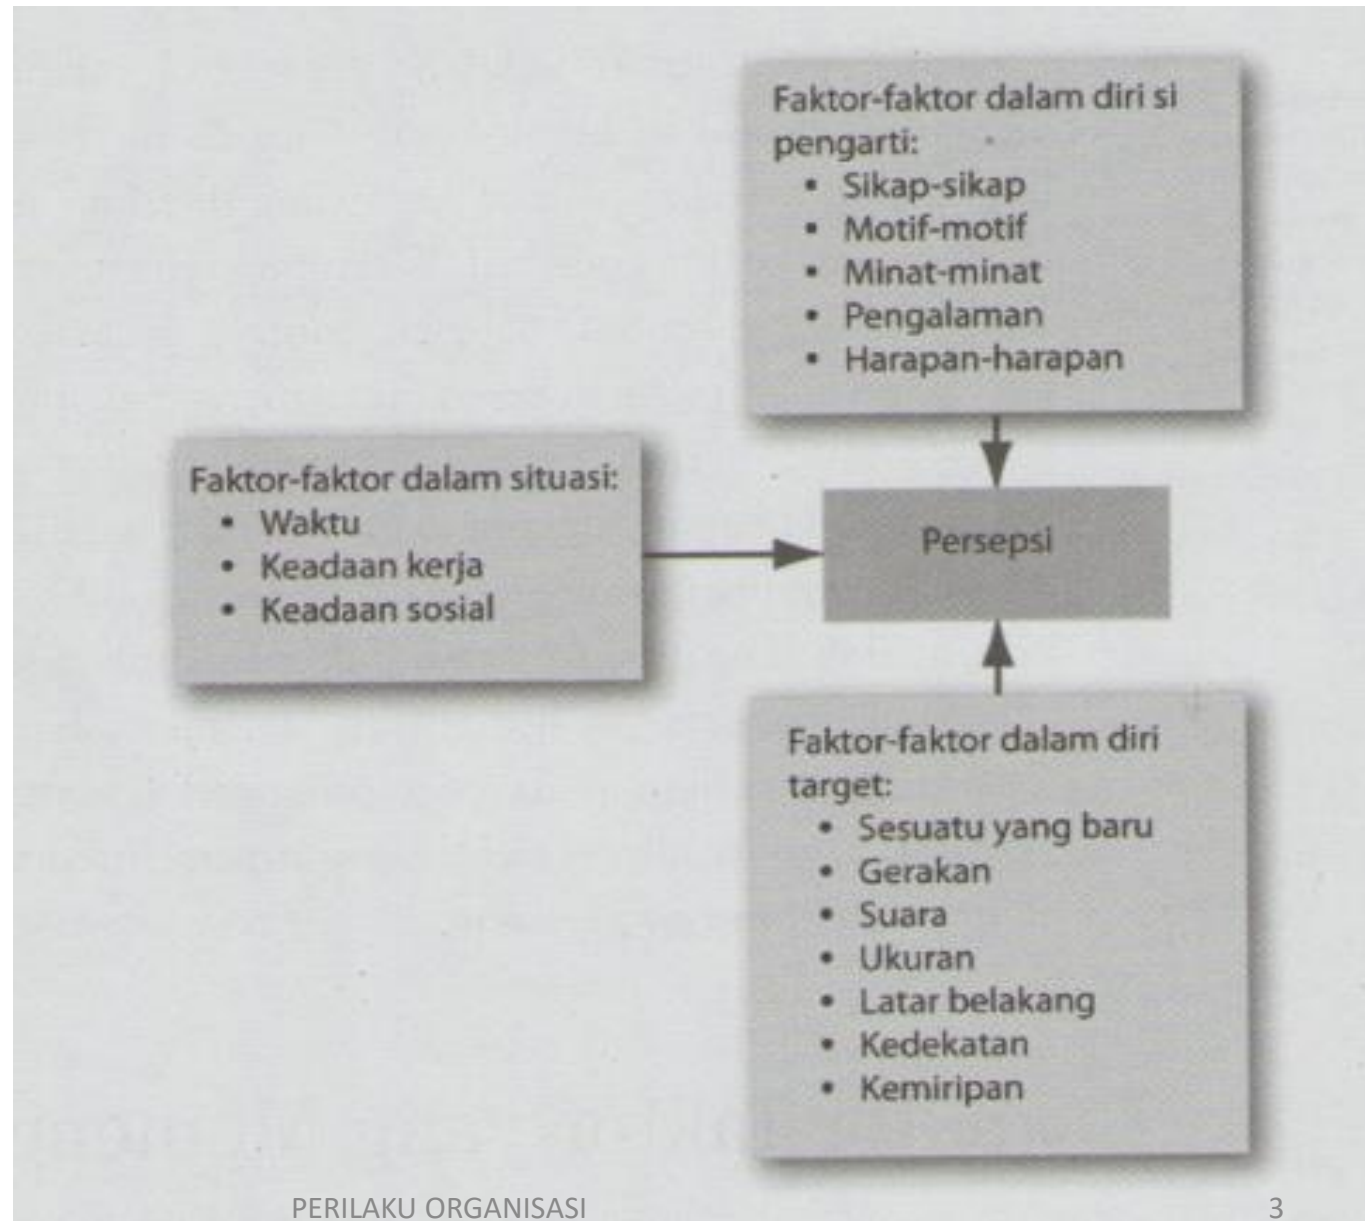 Faktor-faktor dalam diri si
pengarti:
• Sikap-sikap
• Motif-motif
• Minat-minat
• Pengalaman
• Harapan-harapan
Faktor-faktor dalam situasi:
• Waktu
• Keadaan kerja
• Keadaan sosial
Persepsi
Faktor-faktor dalam diri
target:
• Sesuatu yang baru
• Gerakan
• Suara
• Ukuran
• Latar belakang
• Kedekatan
• Kemiripan
PERILAKU ORGANISASI
3